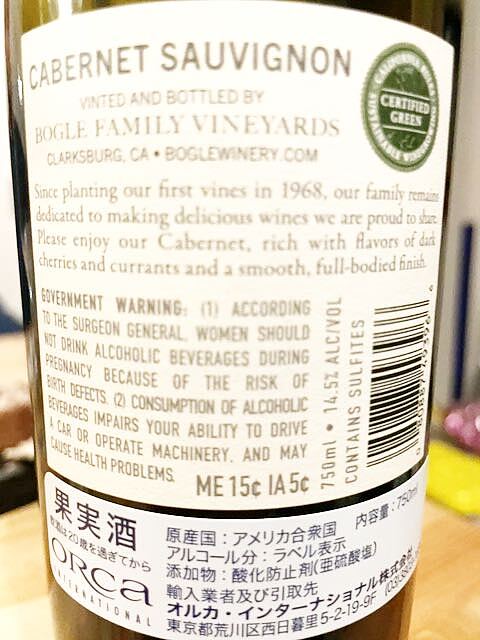 CABERNET SAUVIGNON
VINTED AND BOTTLED BY
BOGLE FAMILY VINEYARDS
CLARKSBURG, CA • BOGLEWINERY.COM
CERTIFIED
GREEN
Since planting our first vines in 1968, our family remains
dedicated to making delicious wines we are proud to share.
Please enjoy our Cabernet, rich with flavors of dark
cherries and currants and a smooth, full-bodied finish.
GOVERNMENT WARNING: (1) ACCORDING
TO THE SURGEON GENERAL, WOMEN SHOULD
NOT DRINK ALCOHOLIC BEVERAGES DURING
PREGNANCY BECAUSE OF THE RISK OF
BIRTH DEFECTS. (2) CONSUMPTION OF ALCOHOLIC
BEVERAGES IMPAIRS YOUR ABILITY TO DRIVE
A CAR OR OPERATE MACHINERY, AND MAY
CAUSE HEALTH PROBLEMS.
ME 15¢ IA 5¢
750ml • 14.5% ALC/VOL
CONTAINS SULFITES
果実酒
飲酒は20歳を過ぎてから
ORCA
INTERNATIONAL
原産国：アメリカ合衆国
内容量：750ml
アルコール分：ラベル表示
添加物：酸化防止剤(亜硫酸塩)
輸入業者及び引取先
オルカ・インターナショナル株式会社
東京都荒川区西日暮里5-2-19-9F